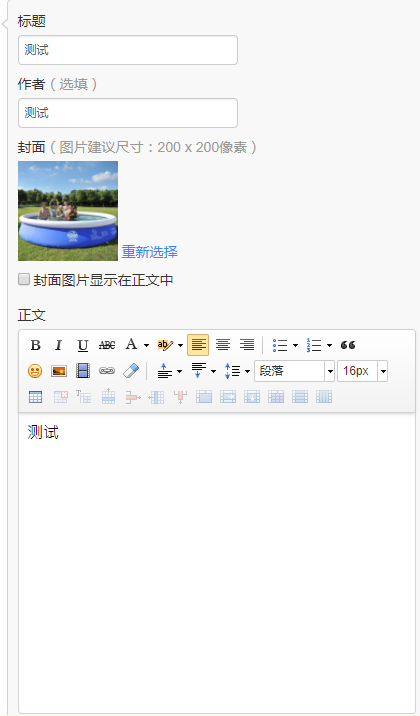 标题
测试
作者（选填）
测试
封面（图片建议尺寸：200 x 200像素）
重新选择
封面图片显示在正文中
正文
B I U ABC A ab
段落 16px
测试